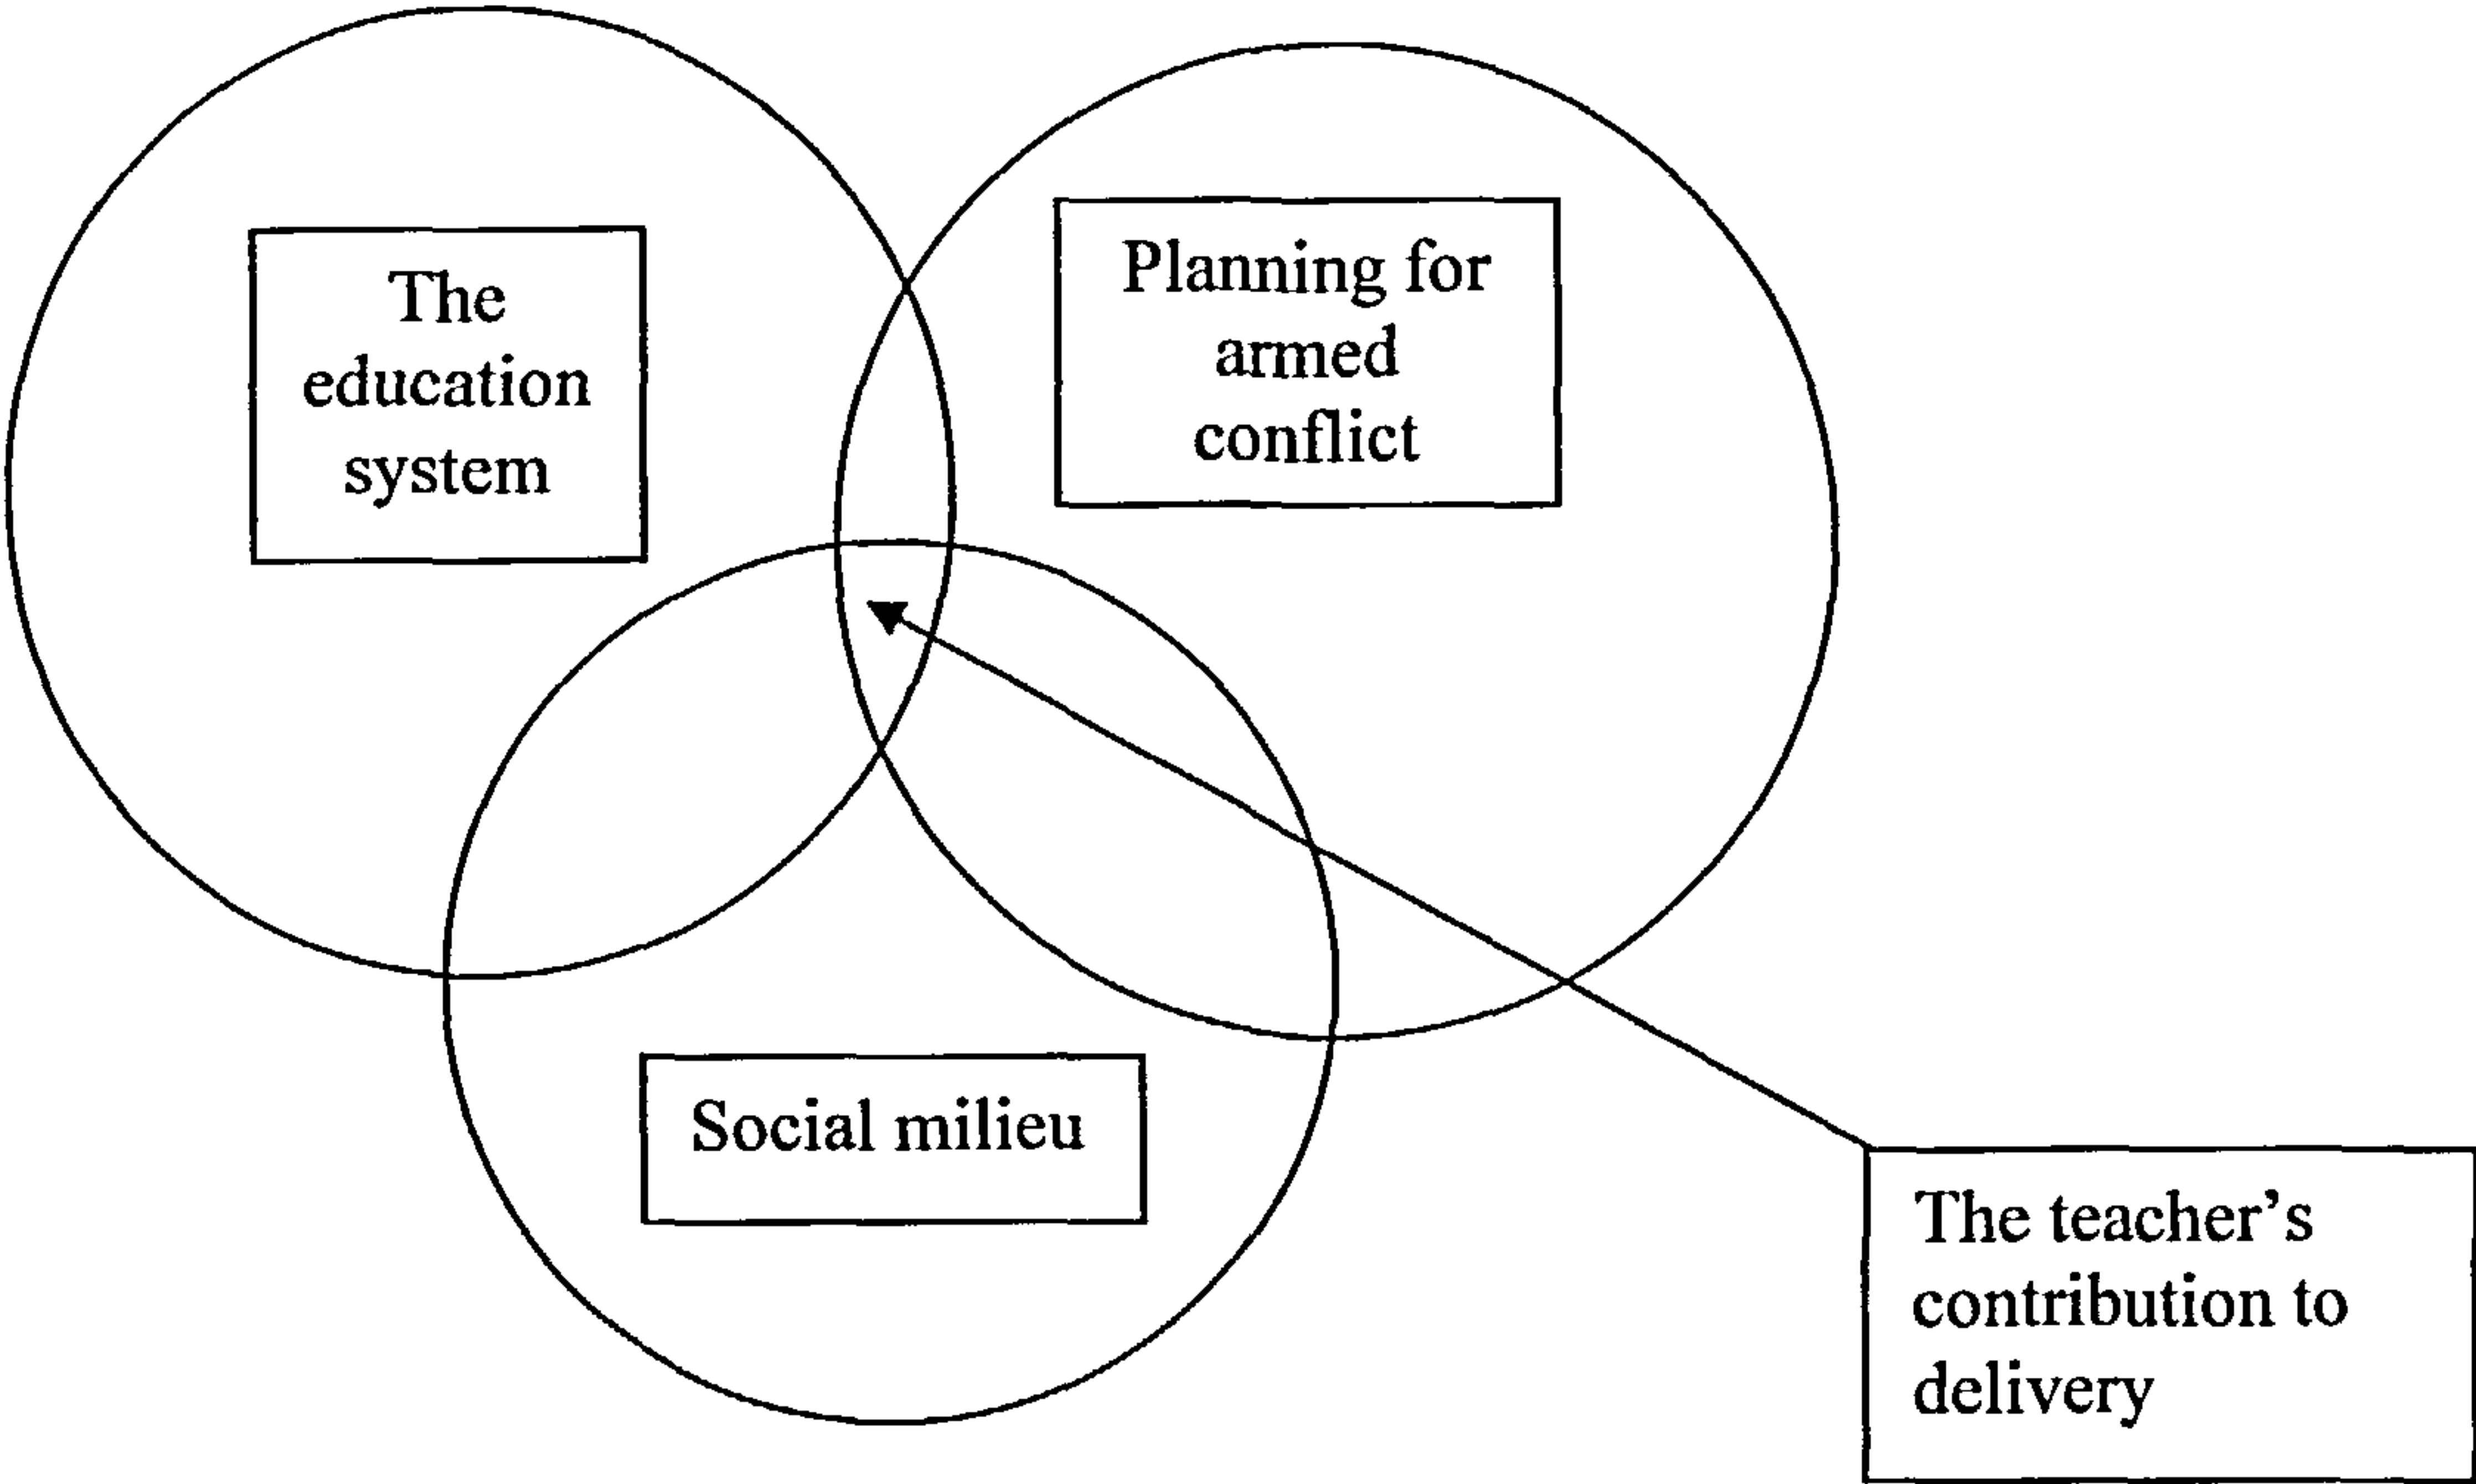 The
education
system
Planning for
armed
conflict
Social milieu
The teacher’s
contribution to
delivery